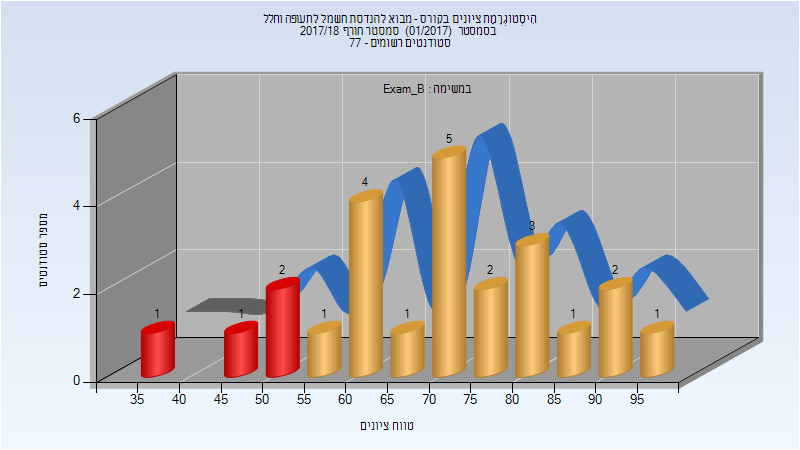 הִיסְטוֹגְרָמַת ציונים בקורס - מבוא להנדסת חשמל לתעופה וחלל
בסמסטר (01/2017) סמסטר חורף 2017/18
סטודנטים רשומים - 77
במשימה : Exam_B
מספר סטודנטים
6
4
2
0
1
1
2
1
4
1
5
2
3
1
2
1
35 40 45 50 55 60 65 70 75 80 85 90 95
טווח ציונים